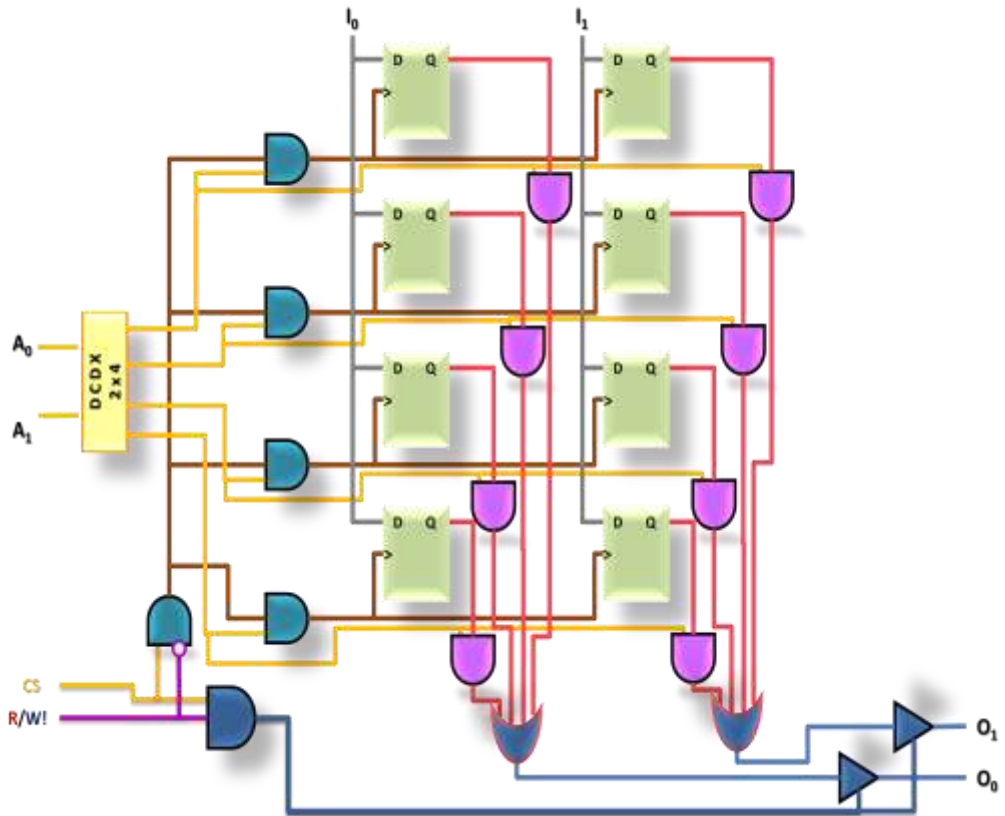 I0 I1
D Q D Q
D Q D Q
A0
DCDX
2x4
A1
D Q D Q
D Q D Q
CS
R/W!
O1
O0